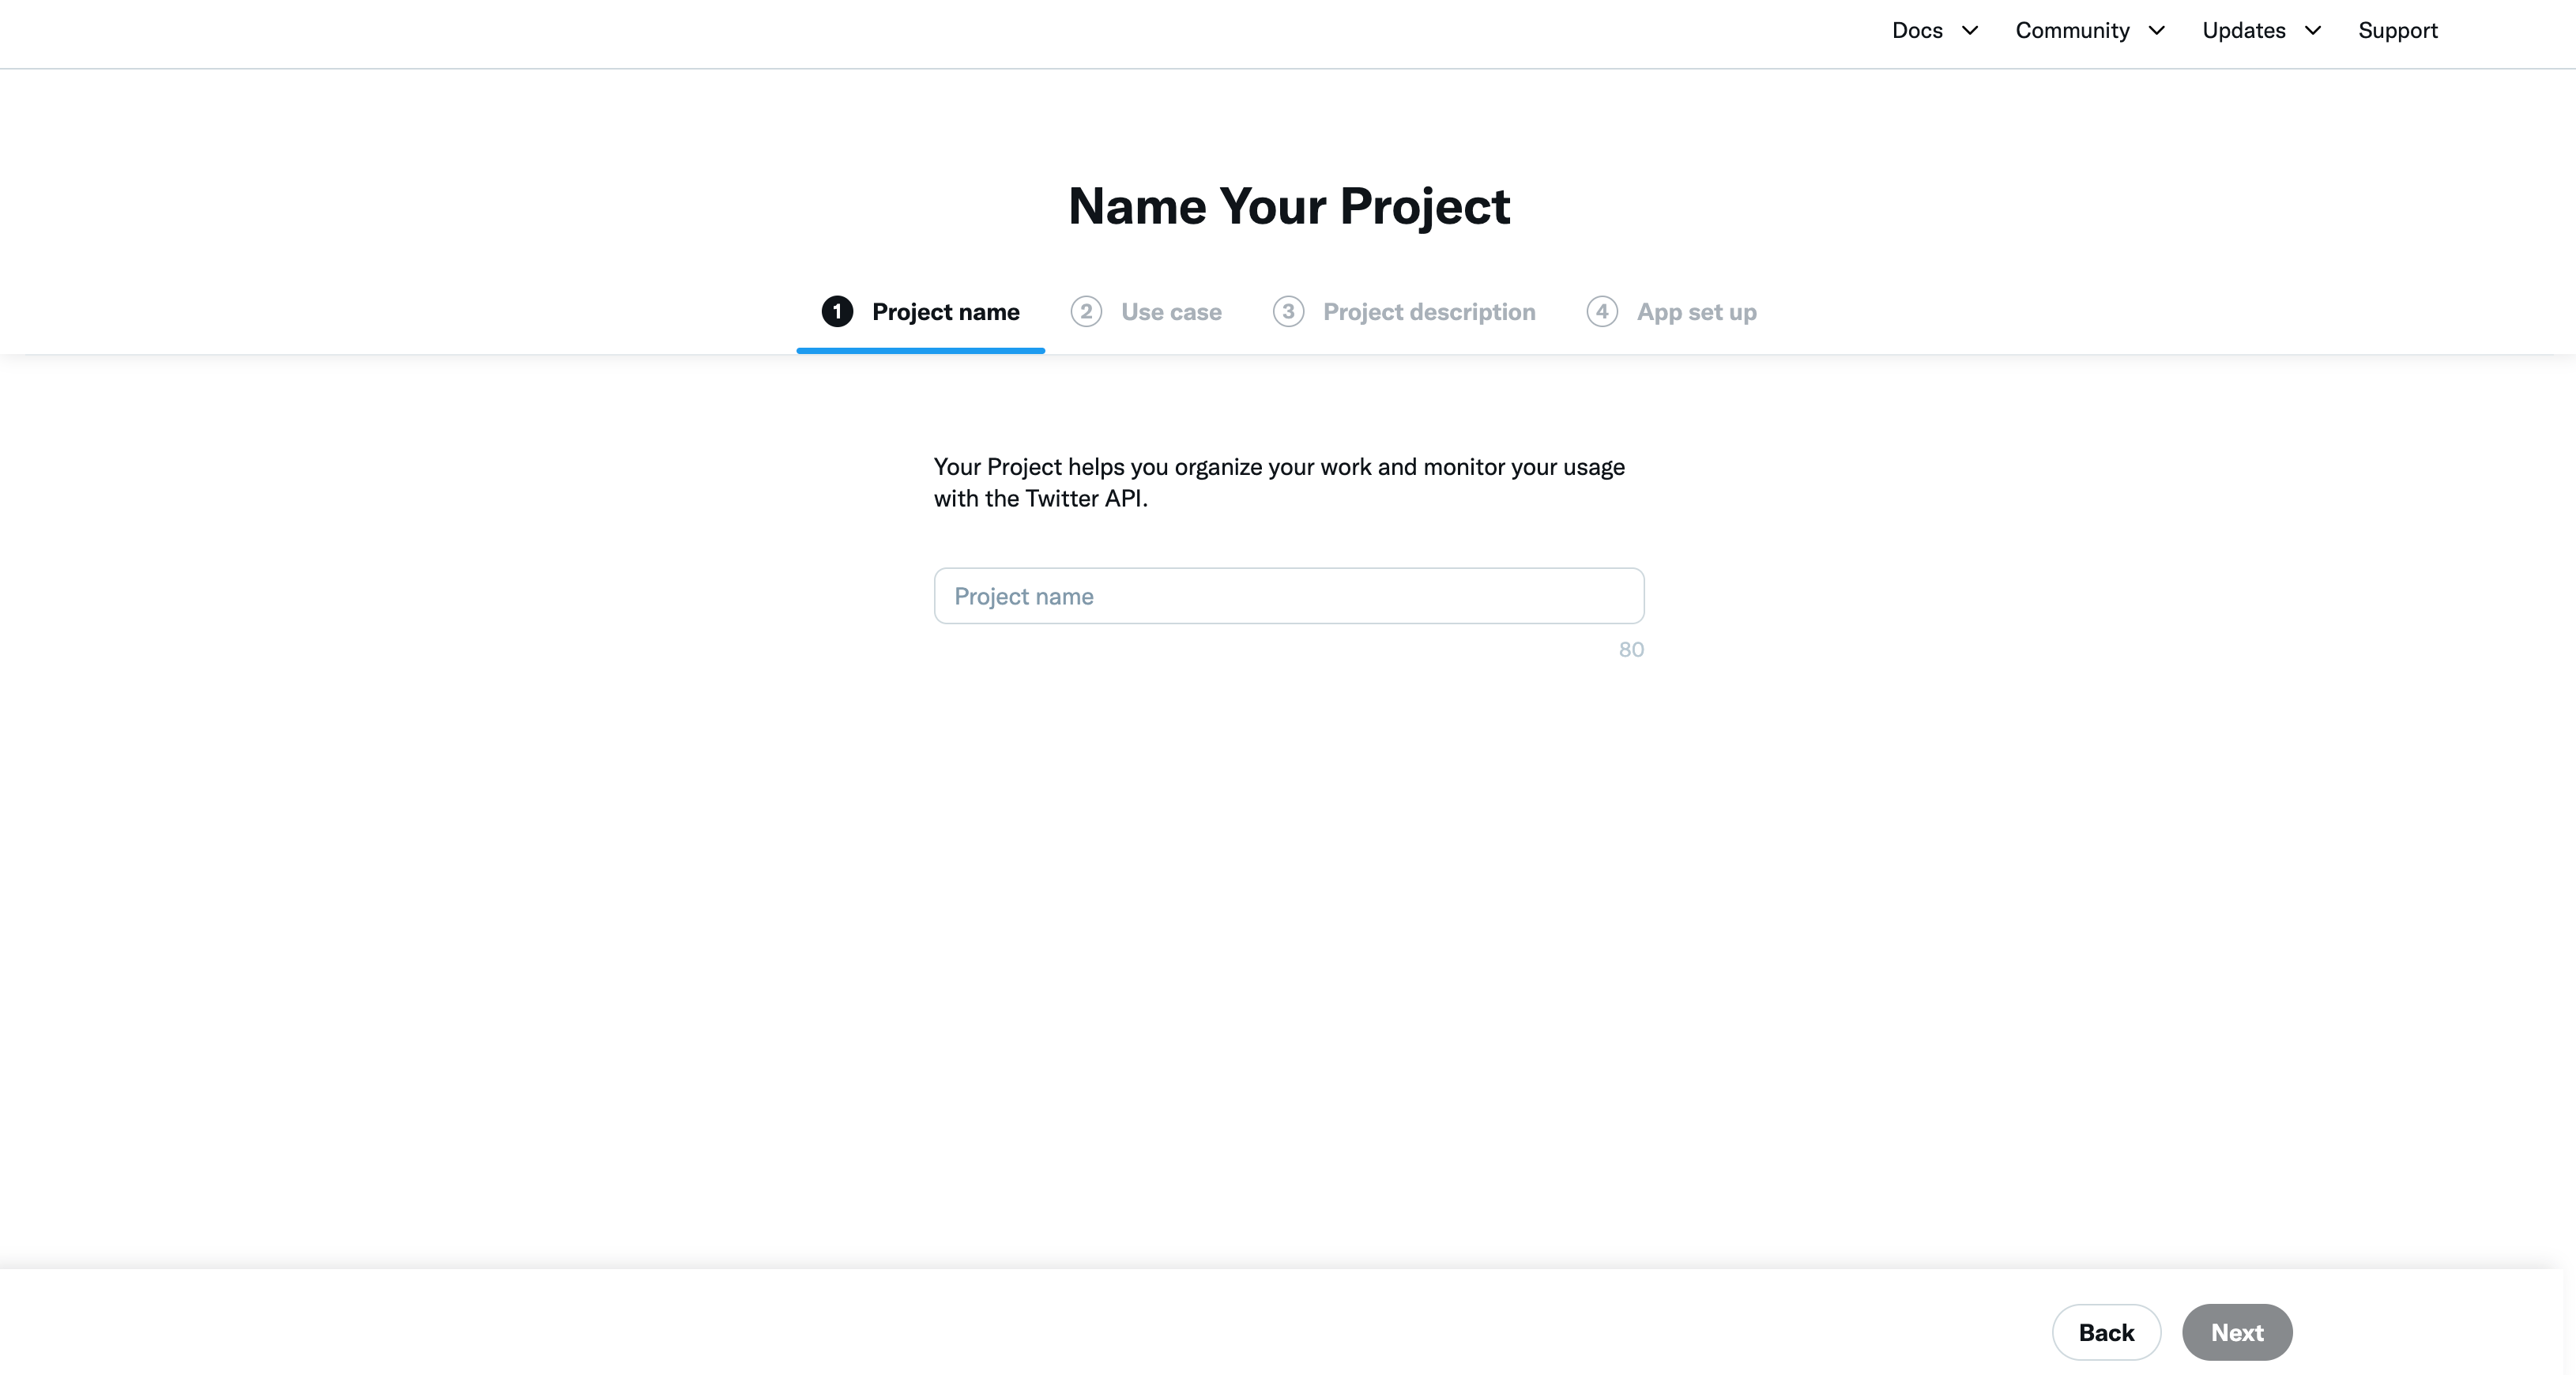 Docs Community Updates Support
Name Your Project
1 Project name 2 Use case 3 Project description 4 App set up
Your Project helps you organize your work and monitor your usage
with the Twitter API.
Project name
80
Back Next